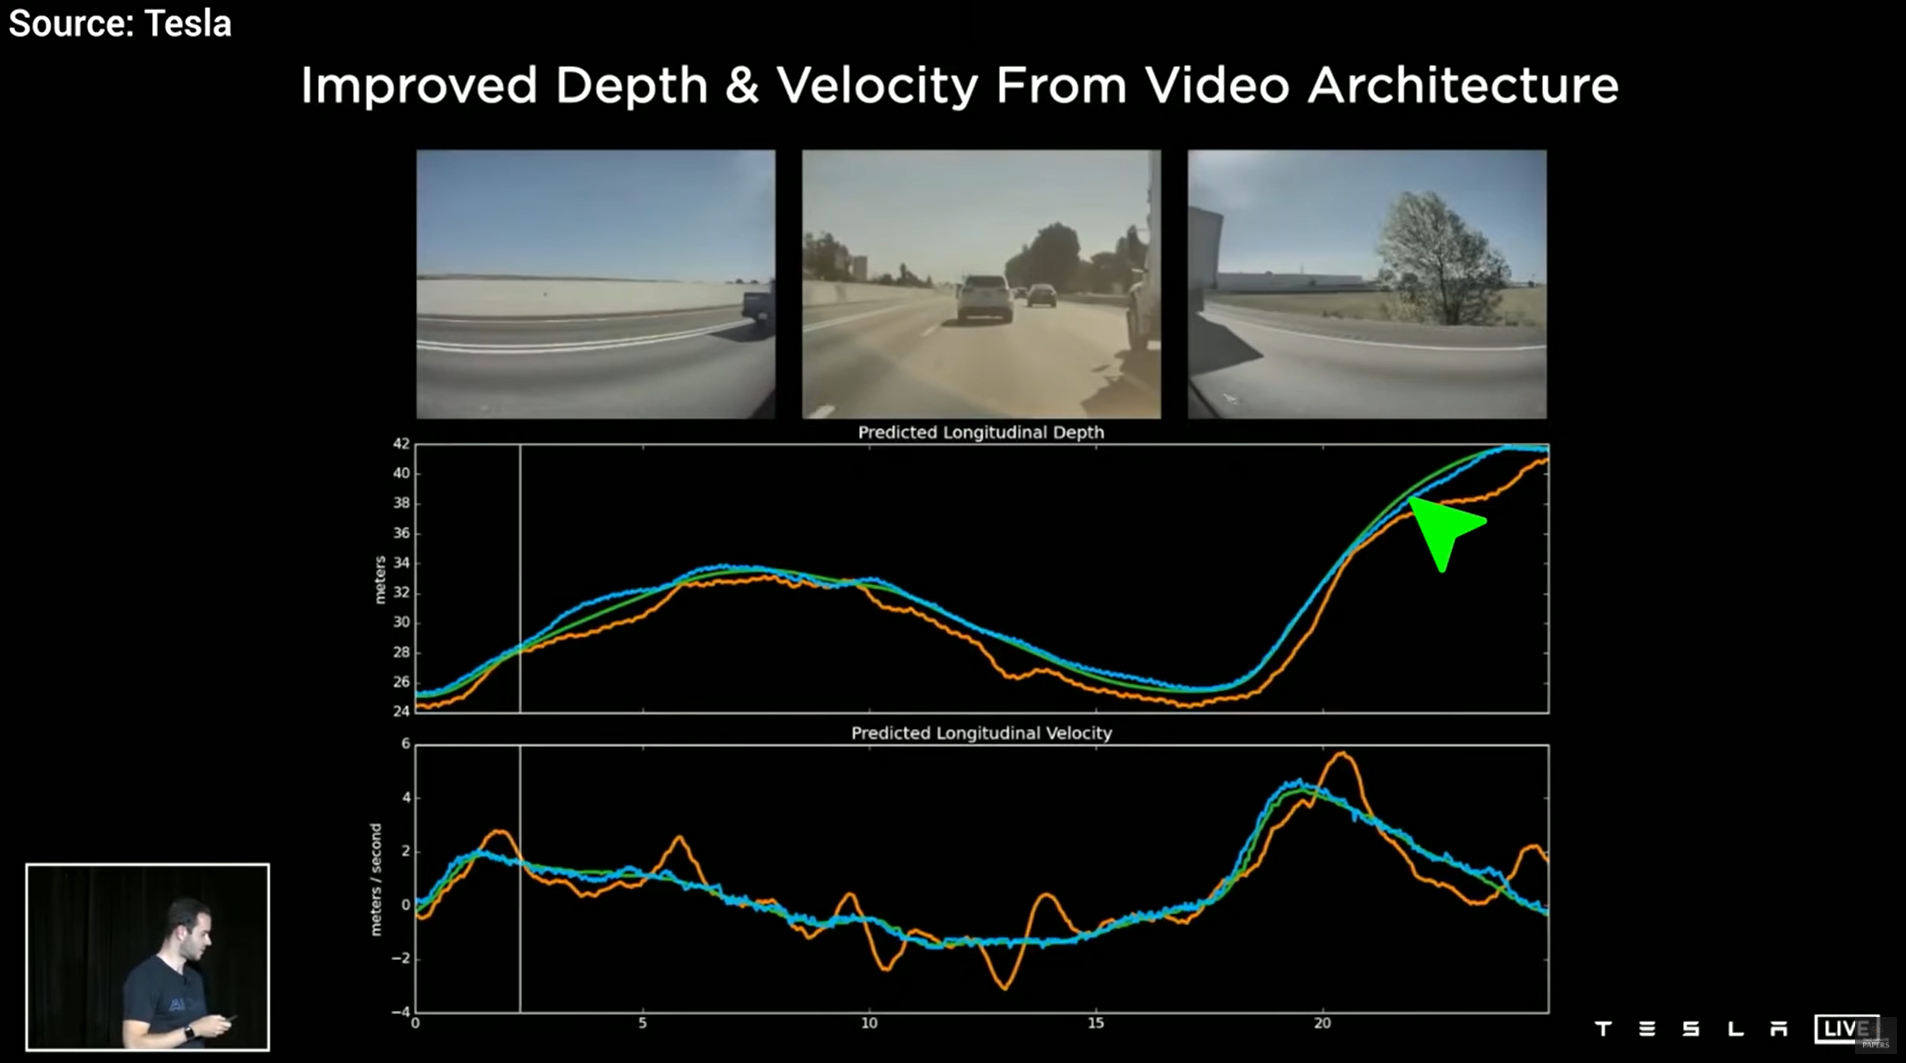 Source: Tesla
Improved Depth & Velocity From Video Architecture
Predicted Longitudinal Depth
42
40
38
36
34
32
30
28
26
24
meters
Predicted Longitudinal Velocity
6
4
2
0
−2
−4
meters / second
0 5 10 15 20
TESLA LIVE
PAPERS